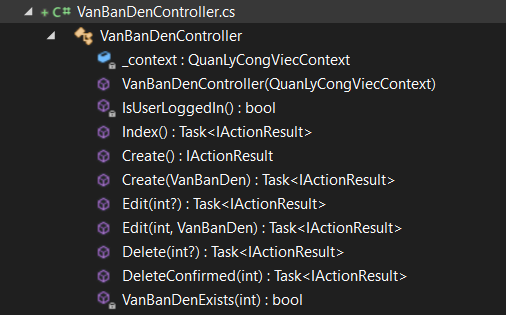 + C# VanBanDenController.cs
VanBanDenController
_context : QuanLyCongViecContext
VanBanDenController(QuanLyCongViecContext)
IsUserLoggedIn() : bool
Index() : Task<IActionResult>
Create() : IActionResult
Create(VanBanDen) : Task<IActionResult>
Edit(int?) : Task<IActionResult>
Edit(int, VanBanDen) : Task<IActionResult>
Delete(int?) : Task<IActionResult>
DeleteConfirmed(int) : Task<IActionResult>
VanBanDenExists(int) : bool